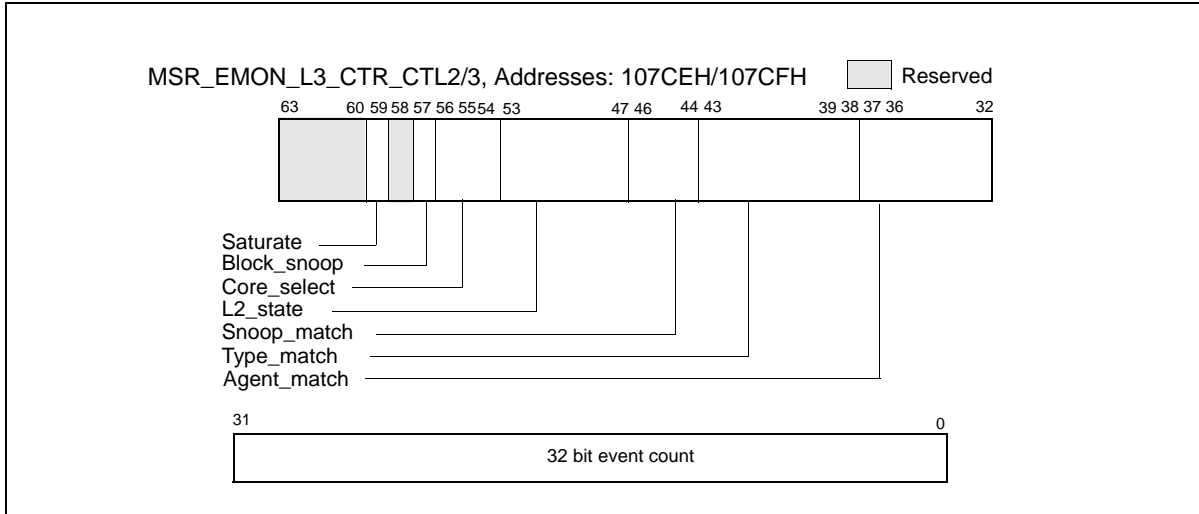 MSR_EMON_L3_CTR_CTL2/3, Addresses: 107CEH/107CFH Reserved
63 60 59 58 57 56 55 54 53 47 46 44 43 39 38 37 36 32
Saturate
Block_snoop
Core_select
L2_state
Snoop_match
Type_match
Agent_match
31 0
32 bit event count